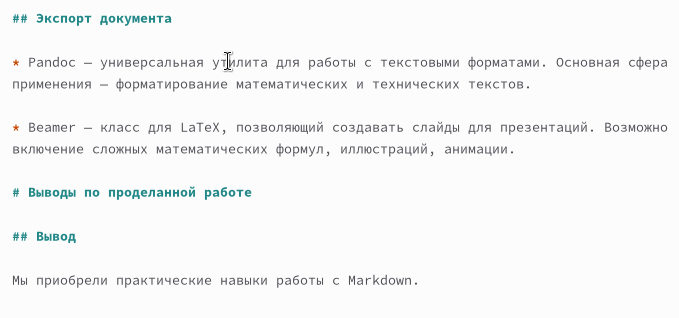 ## Экспорт документа
* Pandoc — универсальная утилита для работы с текстовыми форматами. Основная сфера
применения — форматирование математических и технических текстов.
* Beamer — класс для LaTeX, позволяющий создавать слайды для презентаций. Возможно
включение сложных математических формул, иллюстраций, анимации.
# Выводы по проделанной работе
## Вывод
Мы приобрели практические навыки работы с Markdown.